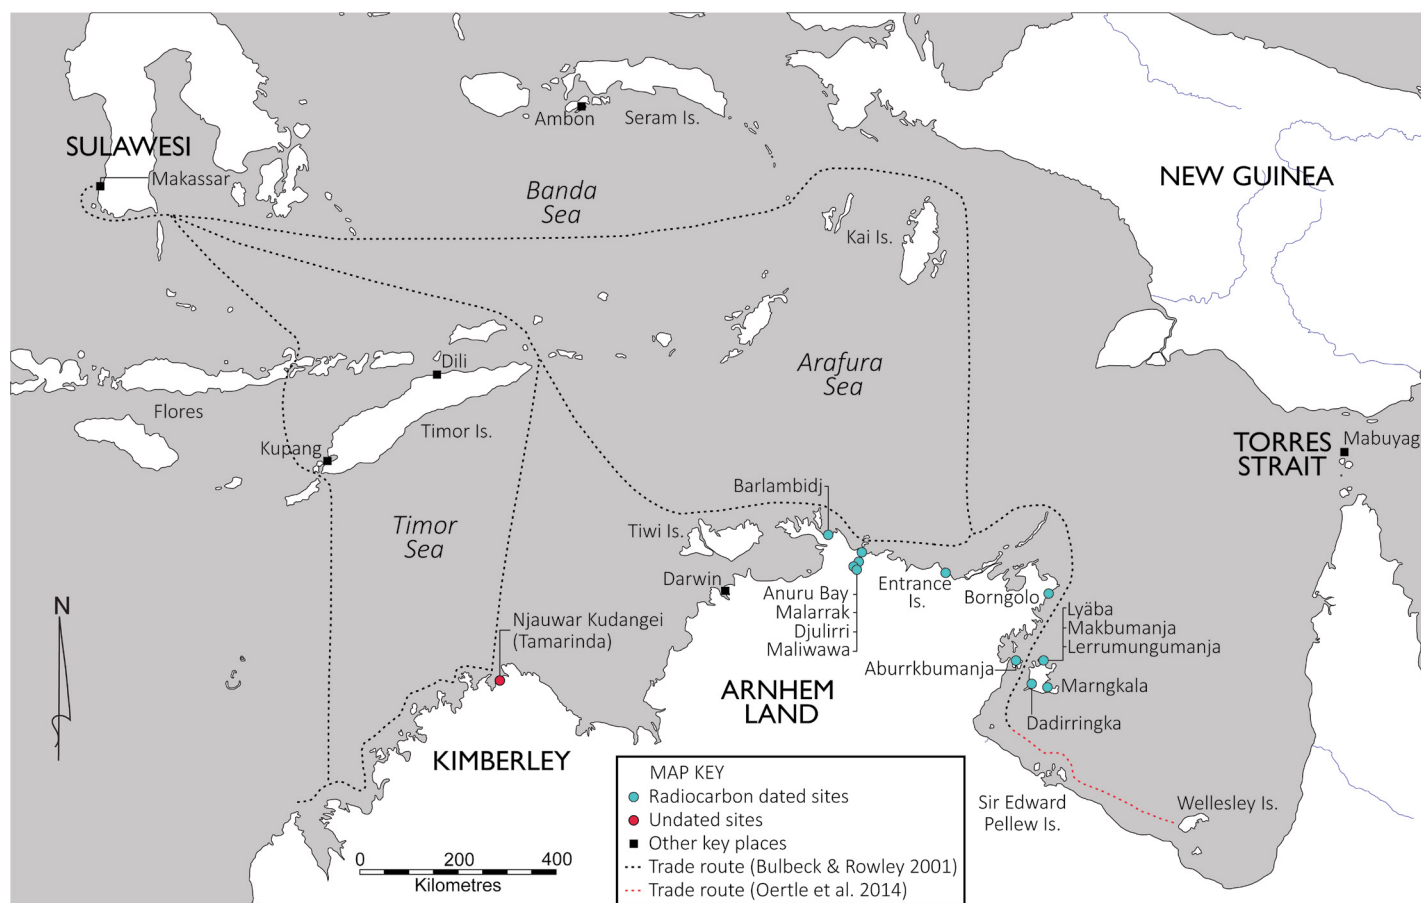 Ambon
Seram Is.
SULAWESI
Makassar
Banda
Sea
NEW GUINEA
Kai Is.
Dili
Arafura
Sea
Flores
Timor Is.
Kupang
TORRES
STRAIT
Mabuyag
Barlambidj
Timor
Sea
Tiwi Is.
Darwin
Entrance
Is.
Anuru Bay
Malarrak
Djulirri
Maliwawa
Borngolo
Lyäba
Makbumanja
Lerrumungumanja
N
Njauwar Kudangei
(Tamarinda)
Aburrkbumanja
Marngkala
ARNHEM
LAND
Dadirringka
KIMBERLEY
Sir Edward
Pellew Is.
Wellesley Is.
MAP KEY
Radiocarbon dated sites
Undated sites
Other key places
Trade route (Bulbeck & Rowley 2001)
Trade route (Oertle et al. 2014)
0 200 400
Kilometres